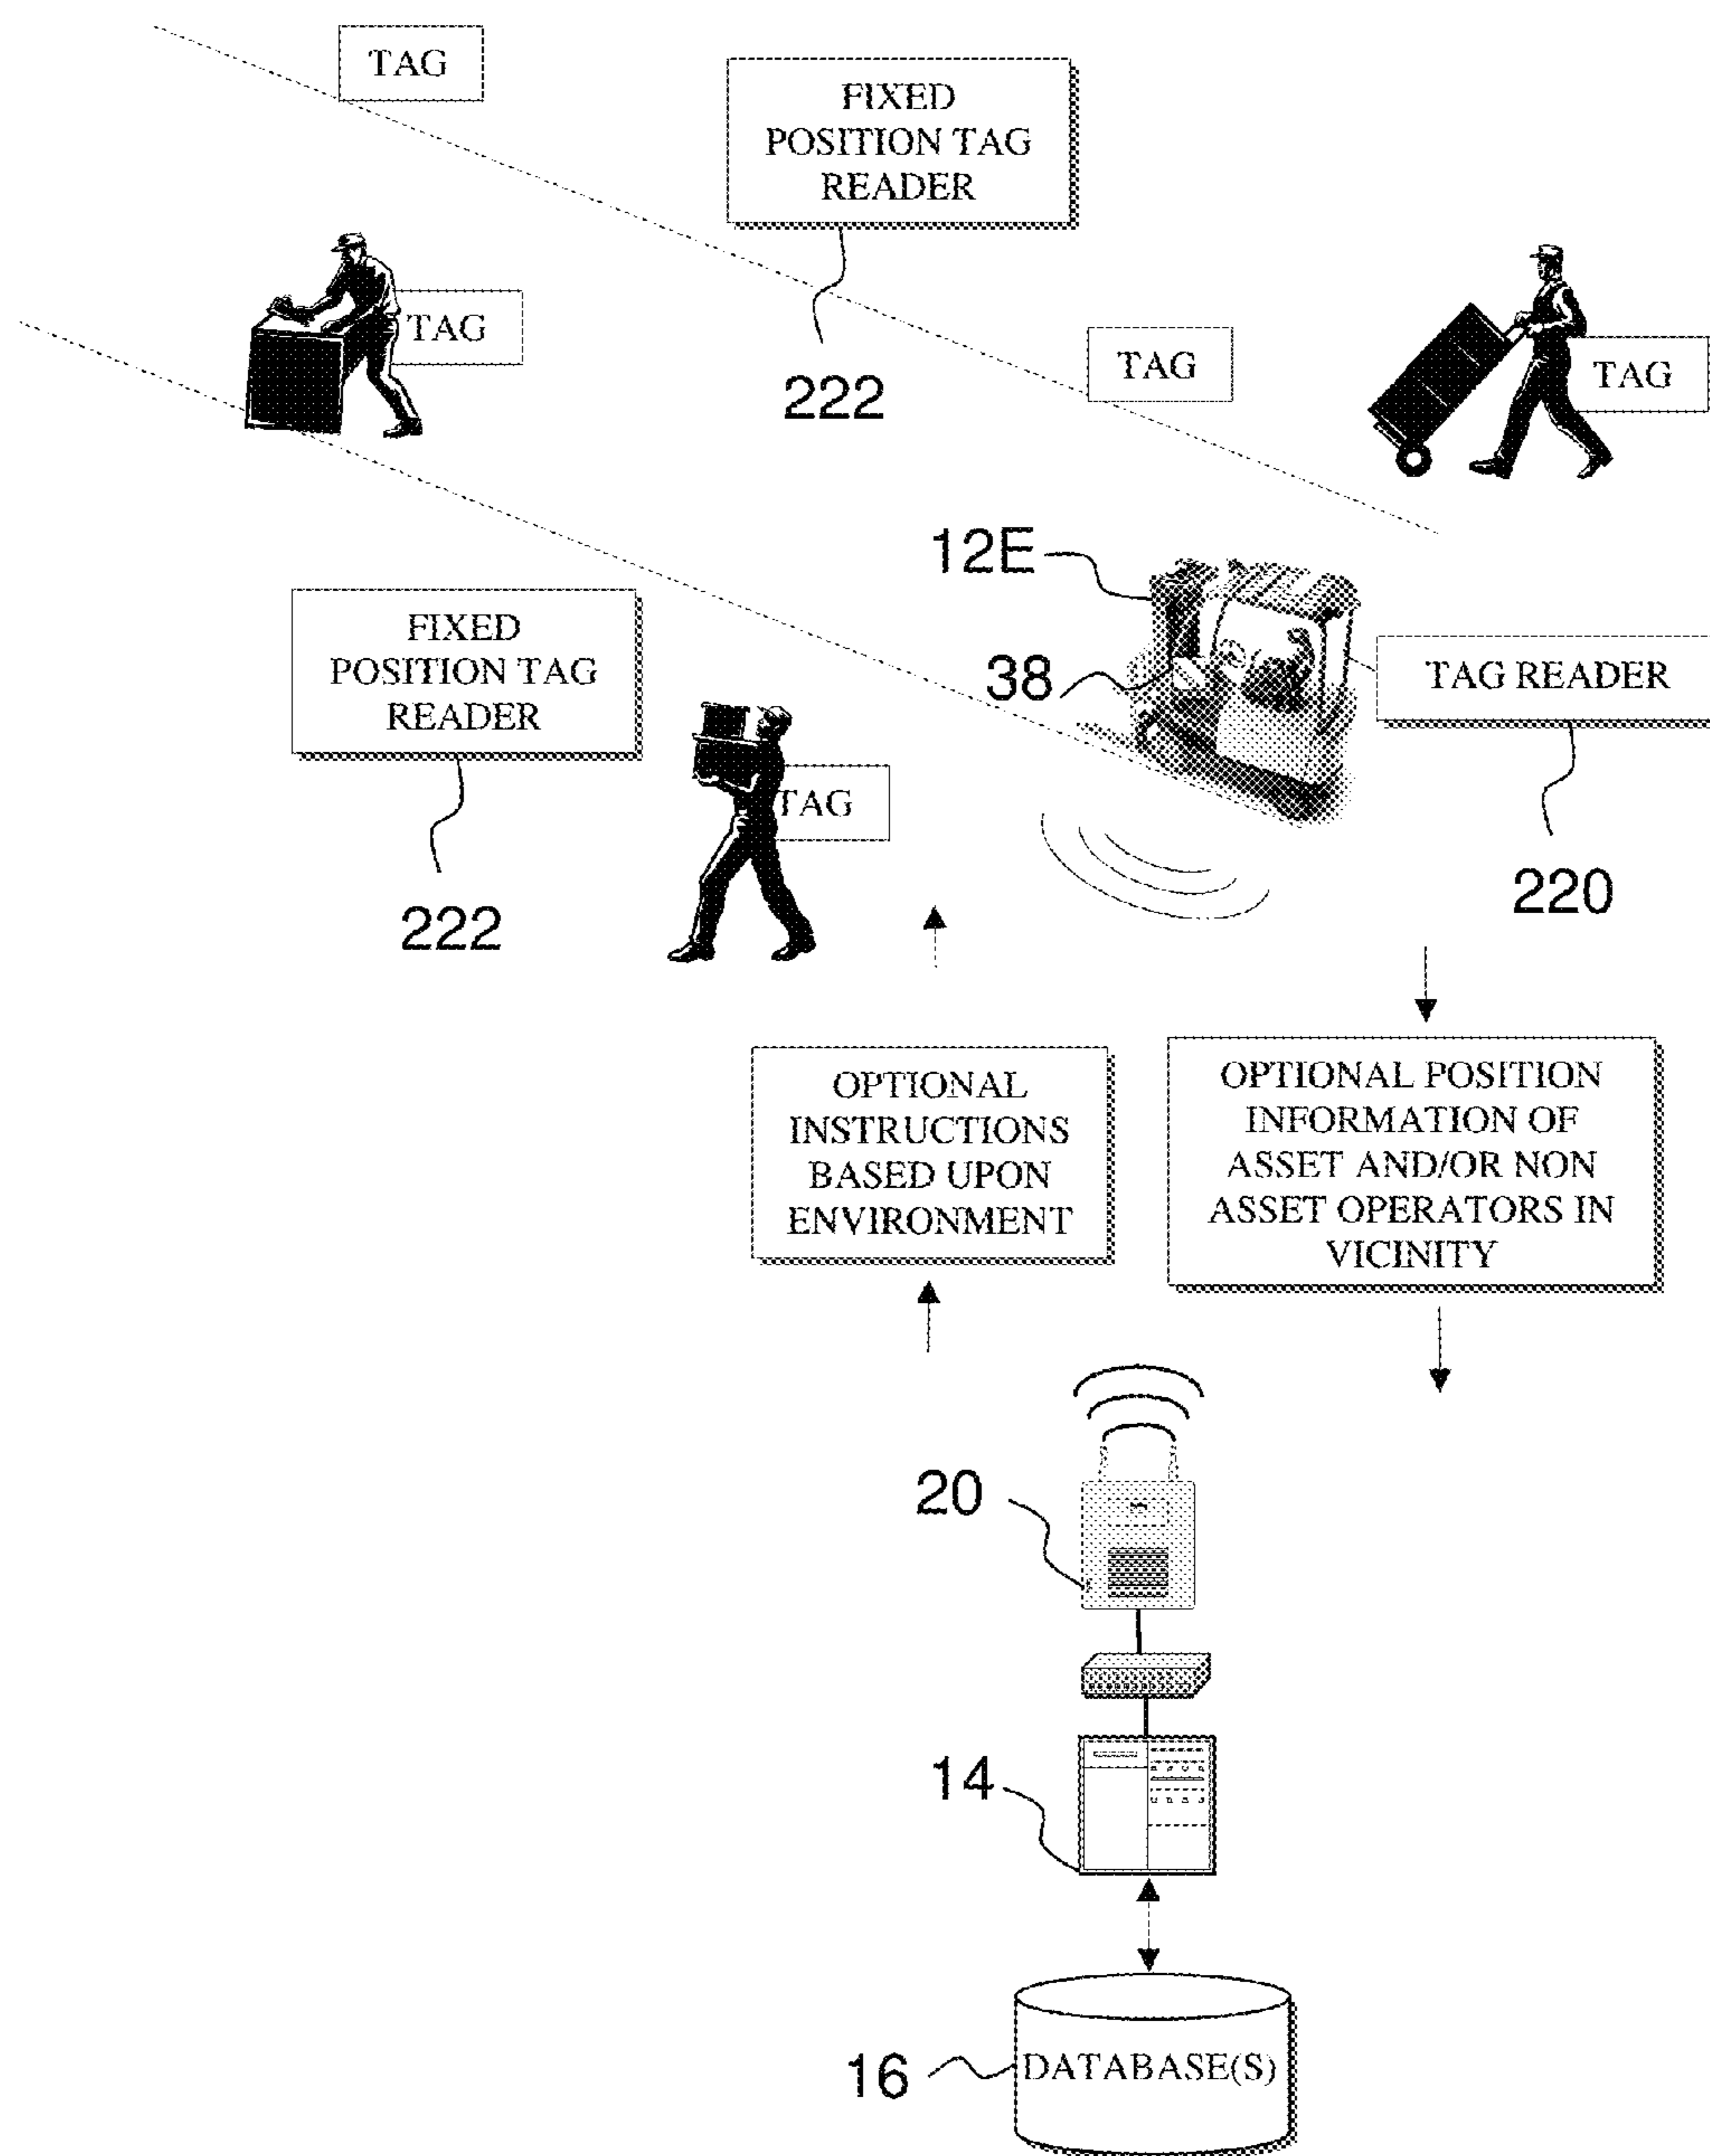 TAG
FIXED
POSITION TAG
READER
222
TAG
TAG
TAG
12E
38
TAG READER
220
FIXED
POSITION TAG
READER
222
TAG
OPTIONAL
INSTRUCTIONS
BASED UPON
ENVIRONMENT
OPTIONAL POSITION
INFORMATION OF
ASSET AND/OR NON
ASSET OPERATORS IN
VICINITY
20
14
16
DATABASE(S)